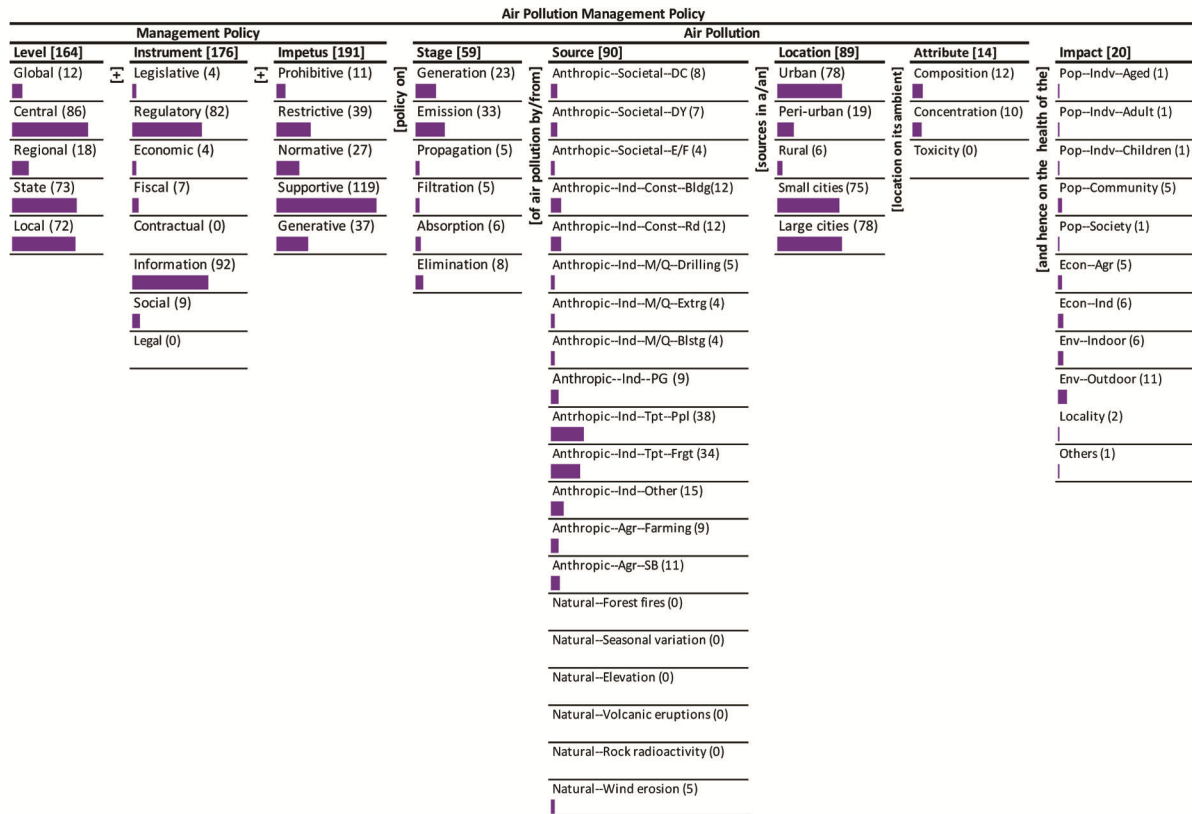 Air Pollution Management Policy
Management Policy
Air Pollution
Level [164]
Global (12)
Central (86)
Regional (18)
State (73)
Local (72)
[+]
Instrument [176]
Legislative (4)
Regulatory (82)
Economic (4)
Fiscal (7)
Contractual (0)
Information (92)
Social (9)
Legal (0)
[+]
Impetus [191]
Prohibitive (11)
Restrictive (39)
Normative (27)
Supportive (119)
Generative (37)
[policy on]
Stage [59]
Generation (23)
Emission (33)
Propagation (5)
Filtration (5)
Absorption (6)
Elimination (8)
[of air pollution by/from]
Source [90]
Anthropic--Societal--DC (8)
Anthropic--Societal--DY (7)
Antrhopic--Societal--E/F (4)
Anthropic--Ind--Const--Bldg(12)
Anthropic--Ind--Const--Rd (12)
Anthropic--Ind--M/Q--Drilling (5)
Anthropic--Ind--M/Q--Extrg (4)
Anthropic--Ind--M/Q--Blstg (4)
Anthropic--Ind--PG (9)
Antrhopic--Ind--Tpt--Ppl (38)
Anthropic--Ind--Tpt--Frgt (34)
Anthropic--Ind--Other (15)
Anthropic--Agr--Farming (9)
Anthropic--Agr--SB (11)
Natural--Forest fires (0)
Natural--Seasonal variation (0)
Natural--Elevation (0)
Natural--Volcanic eruptions (0)
Natural--Rock radioactivity (0)
Natural--Wind erosion (5)
[sources in a/an]
Location [89]
Urban (78)
Peri-urban (19)
Rural (6)
Small cities (75)
Large cities (78)
[location on its ambient]
Attribute [14]
Composition (12)
Concentration (10)
Toxicity (0)
[and hence on the health of the]
Impact [20]
Pop--Indv--Aged (1)
Pop--Indv--Adult (1)
Pop--Indv--Children (1)
Pop--Community (5)
Pop--Society (1)
Econ--Agr (5)
Econ--Ind (6)
Env--Indoor (6)
Env--Outdoor (11)
Locality (2)
Others (1)